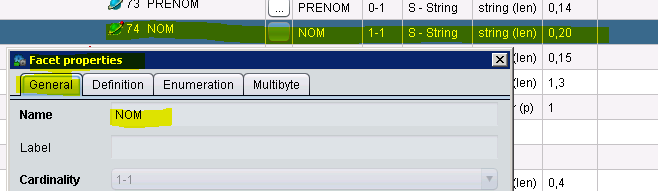 73 PRENOM ... PRENOM 0-1 S - String string (len) 0,14
74 NOM NOM 1-1 S - String string (len) 0,20
(len) 0,15
Facet properties
General Definition Enumeration Multibyte
(len) 1,3
Name NOM
(p) 1
Label
Cardinality 1-1
(len) 0,4